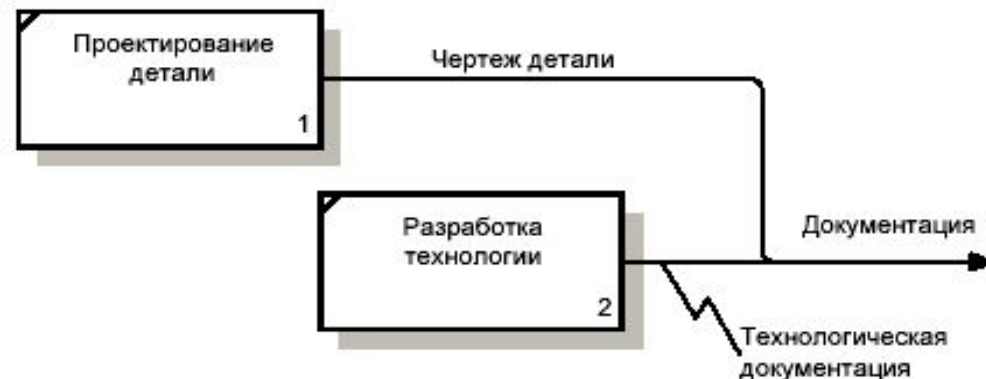 Проектирование
детали
1
Чертеж детали
Разработка
технологии
2
Документация
Технологическая
документация